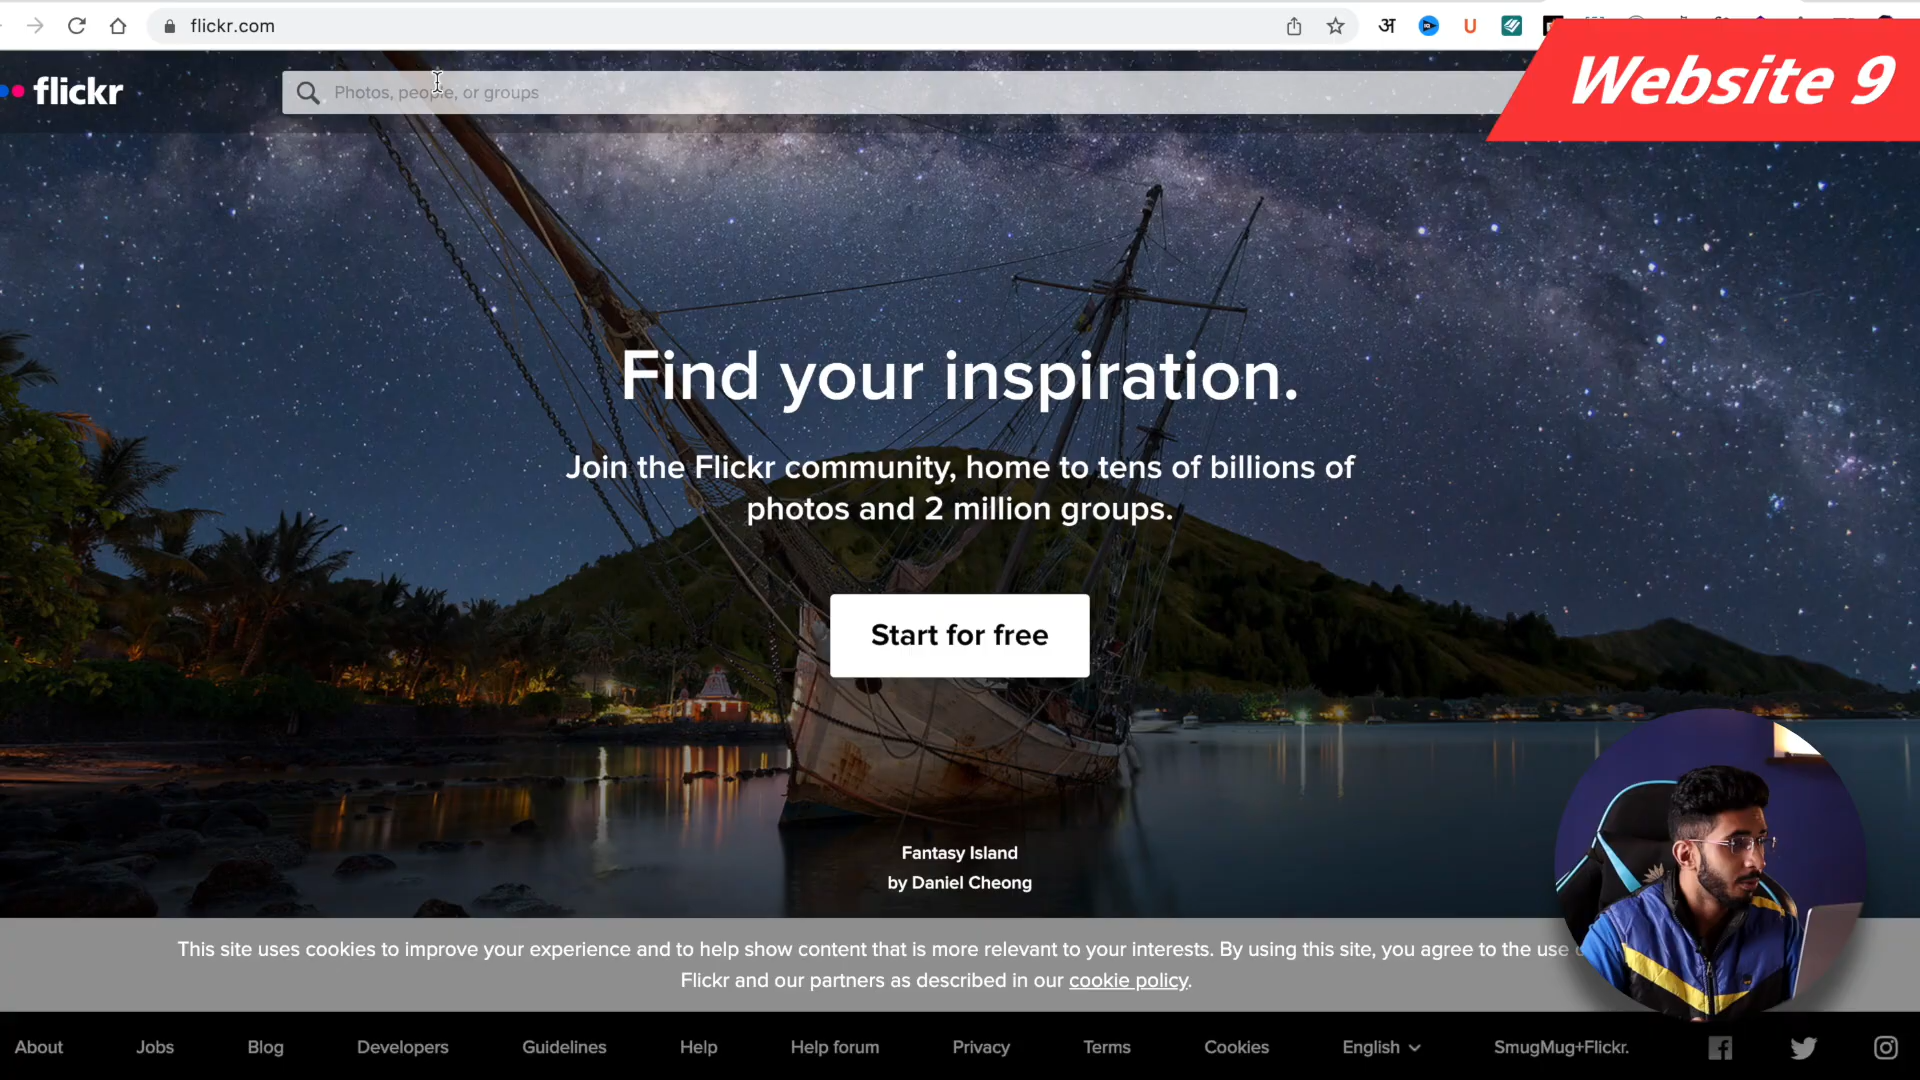 flickr.com
अ
U
Website 9
flickr
Photos, people, or groups
Find your inspiration.
Join the Flickr community, home to tens of billions of
photos and 2 million groups.
Start for free
Fantasy Island
by Daniel Cheong
This site uses cookies to improve your experience and to help show content that is more relevant to your interests. By using this site, you agree to the use
Flickr and our partners as described in our cookie policy.
About Jobs Blog Developers Guidelines Help Help forum Privacy Terms Cookies English SmugMug+Flickr.